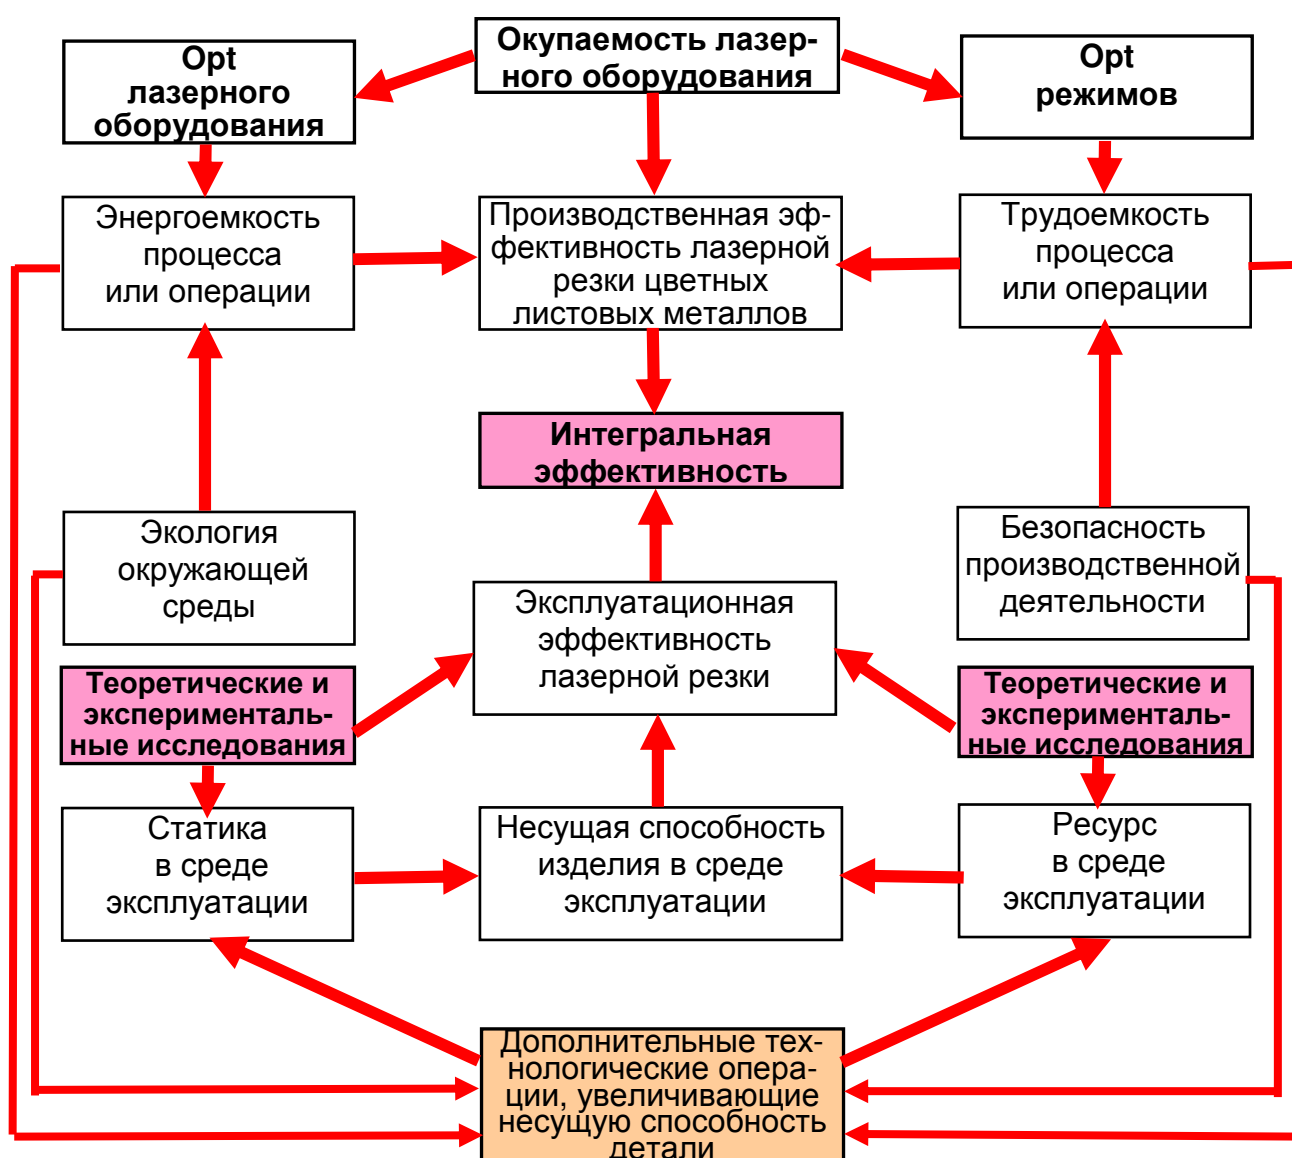 Opt
лазерного
оборудования
Окупаемость лазер-
ного оборудования
Opt
режимов
Энергоемкость
процесса
или операции
Производственная эф-
фективность лазерной
резки цветных
листовых металлов
Трудоемкость
процесса
или операции
Интегральная
эффективность
Экология
окружающей
среды
Безопасность
производственной
деятельности
Эксплуатационная
эффективность
лазерной резки
Теоретические и
эксперименталь-
ные исследования
Теоретические и
эксперименталь-
ные исследования
Статика
в среде
эксплуатации
Несущая способность
изделия в среде
эксплуатации
Ресурс
в среде
эксплуатации
Дополнительные тех-
нологические опера-
ции, увеличивающие
несущую способность
детали